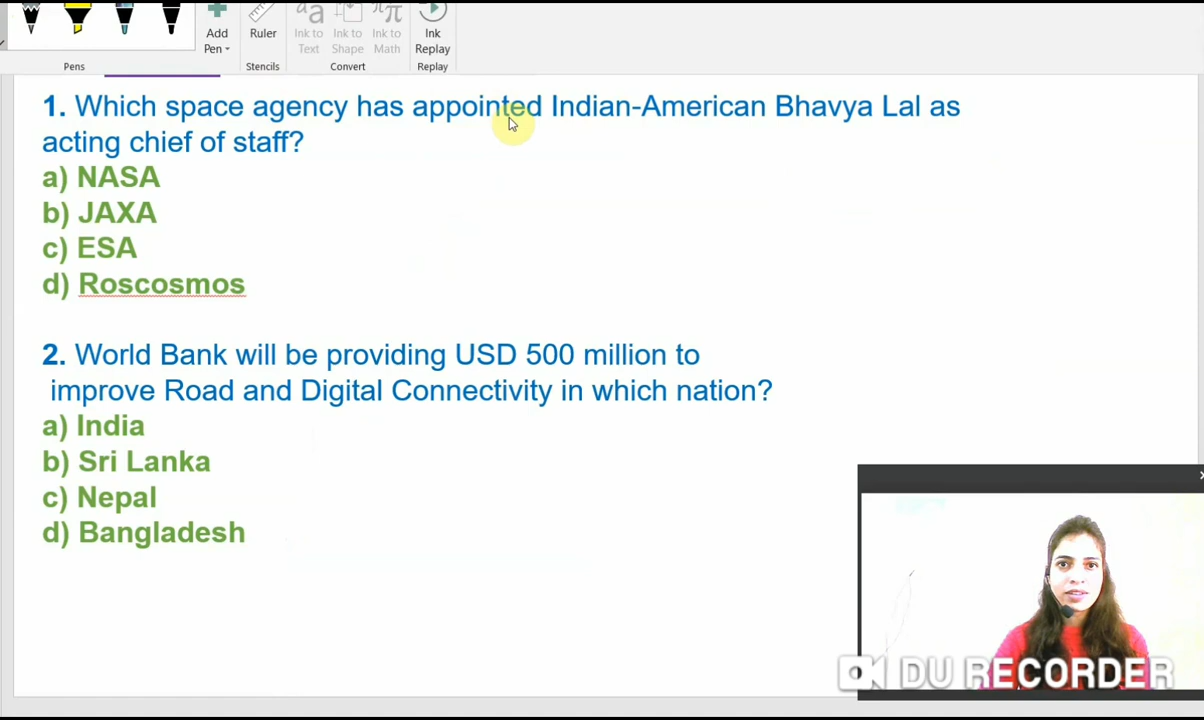 Add Pen
Ruler
Ink to Text
Ink to Shape
Ink to Math
Ink Replay
Pens
Stencils
Convert
Replay
1. Which space agency has appointed Indian-American Bhavya Lal as
acting chief of staff?
a) NASA
b) JAXA
c) ESA
d) Roscosmos
2. World Bank will be providing USD 500 million to
improve Road and Digital Connectivity in which nation?
a) India
b) Sri Lanka
c) Nepal
d) Bangladesh
DU RECORDER